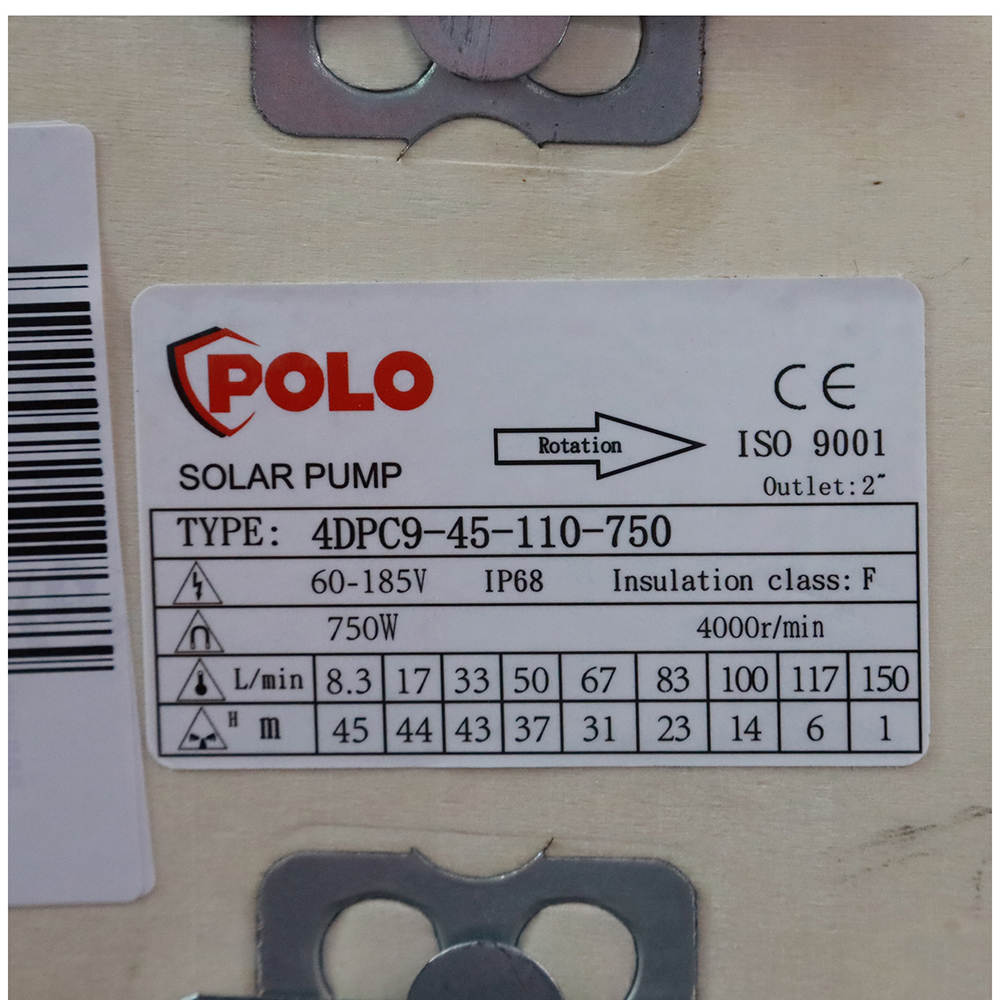 POLO
SOLAR PUMP
Rotation
CE
ISO 9001
Outlet:2"
TYPE: 4DPC9-45-110-750
60-185V IP68 Insulation class: F
750W 4000r/min
L/min 8.3 17 33 50 67 83 100 117 150
H m 45 44 43 37 31 23 14 6 1